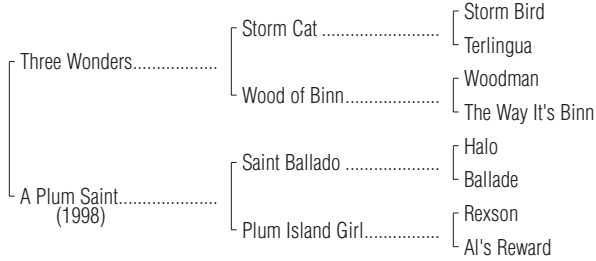 Storm Bird
Storm Cat ........................
Terlingua
Three Wonders.................
Woodman
Wood of Binn...................
The Way It's Binn
Halo
Saint Ballado ...................
Ballade
A Plum Saint....................
(1998)
Rexson
Plum Island Girl...............
Al's Reward